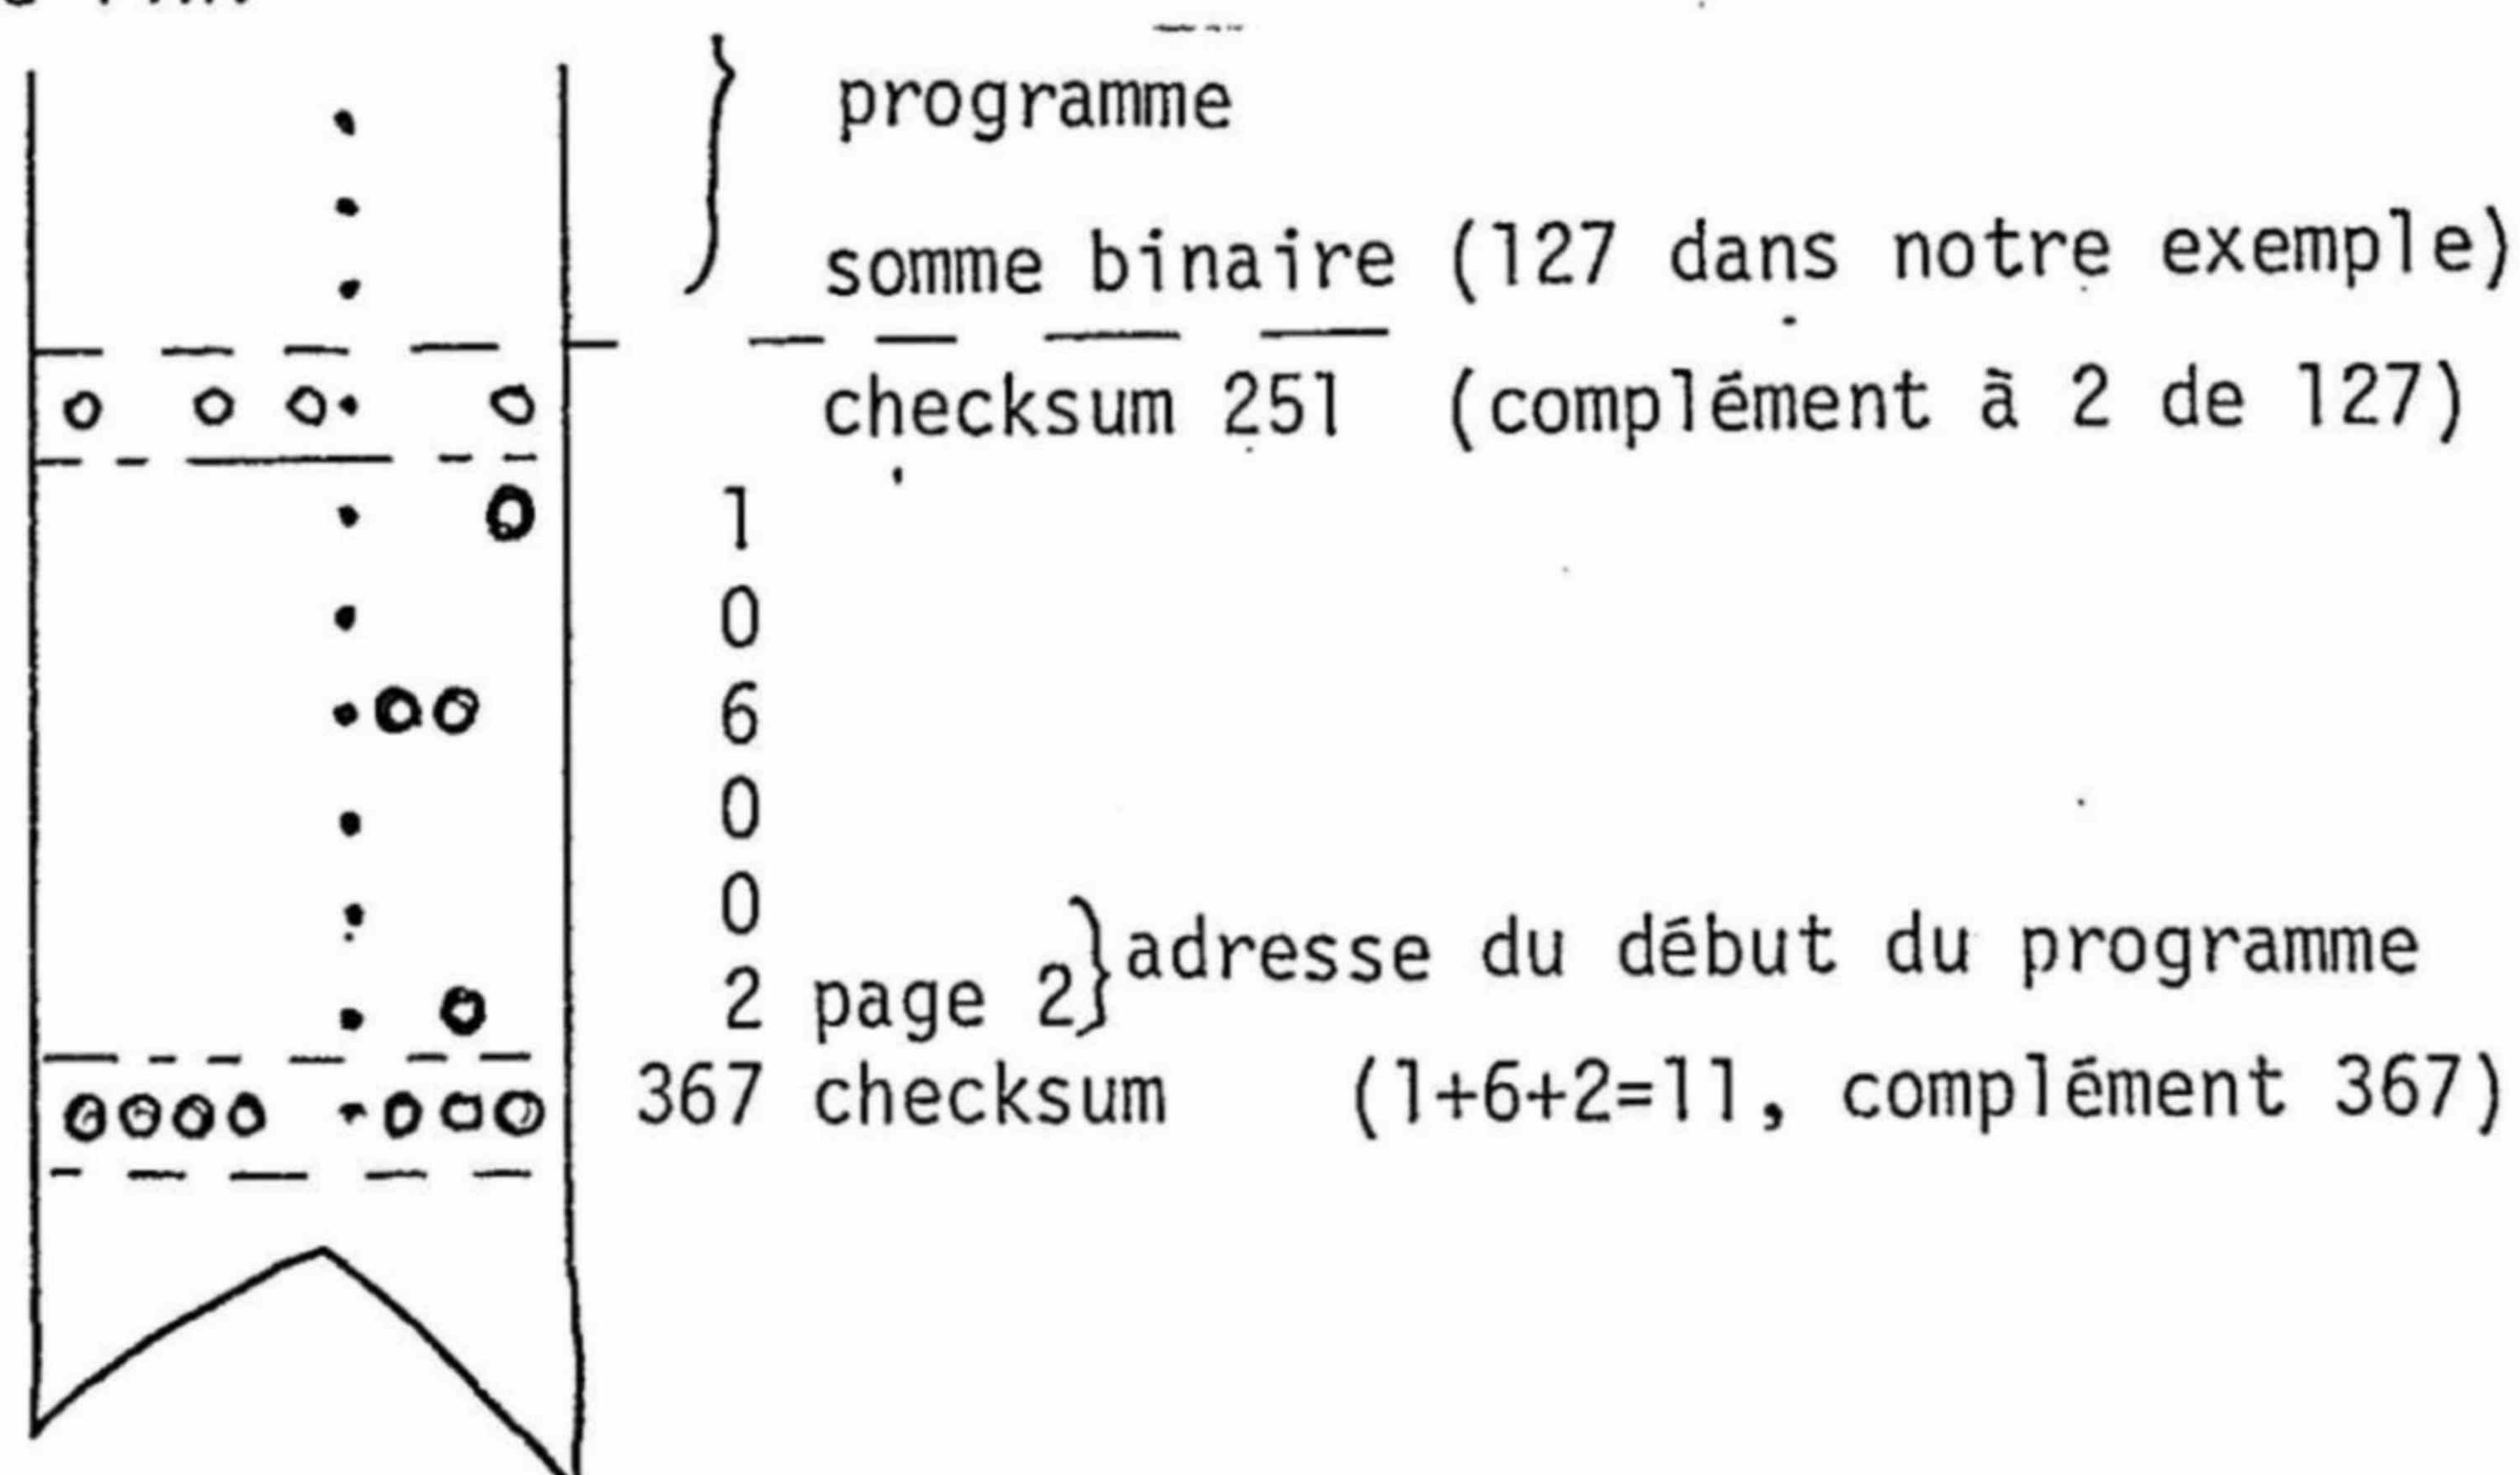 programme
somme binaire (127 dans notre exemple)
checksum 251 (complément à 2 de 127)
1
0
6
0
0
adresse du début du programme
2 page 2
367 checksum (1+6+2=11, complément 367)